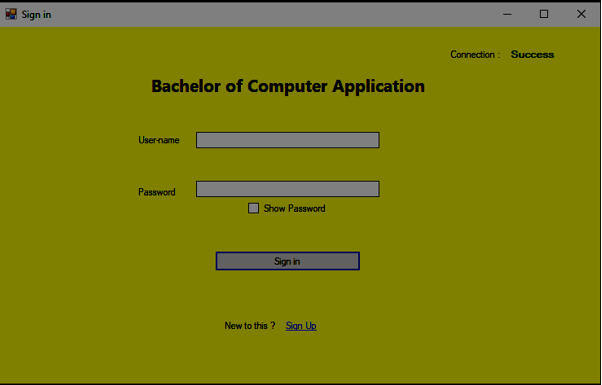 Sign in
Connection : Success
Bachelor of Computer Application
User-name
Password
Show Password
Sign in
New to this ? Sign Up